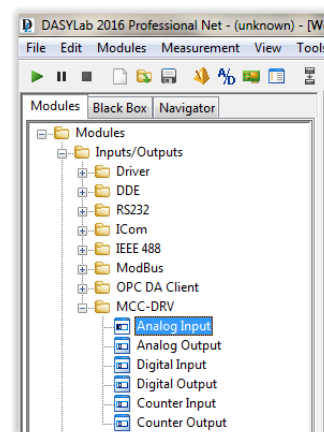 DASYLab 2016 Professional Net - (unknown) - [W
File Edit Modules Measurement View Tools
Modules Black Box Navigator
Modules
Inputs/Outputs
Driver
DDE
RS232
ICom
IEEE 488
ModBus
OPC DA Client
MCC-DRV
Analog Input
Analog Output
Digital Input
Digital Output
Counter Input
Counter Output